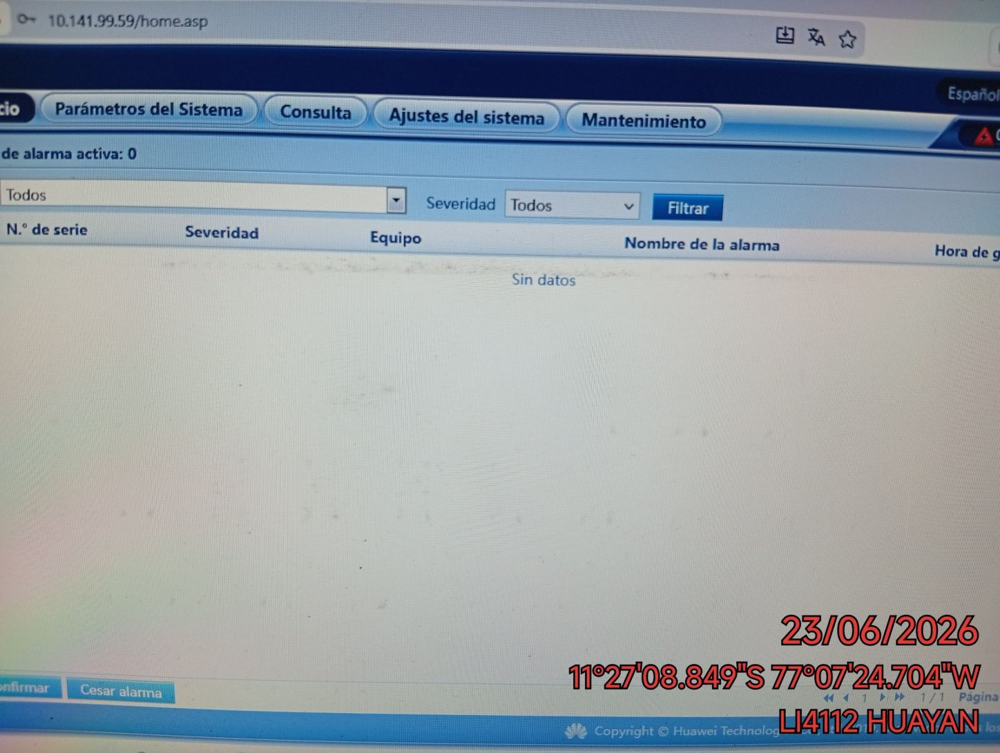 10.141.99.59/home.asp
Español
cio
Parámetros del Sistema
Consulta
Ajustes del sistema
Mantenimiento
de alarma activa: 0
Todos
Severidad
Todos
Filtrar
N.º de serie
Severidad
Equipo
Nombre de la alarma
Hora de g
Sin datos
23/06/2026
11°27'08.849"S 77°07'24.704"W
onfirmar
Cesar alarma
1
1 / 1
Página
LI4112 HUAYAN
Copyright © Huawei Technolog
los